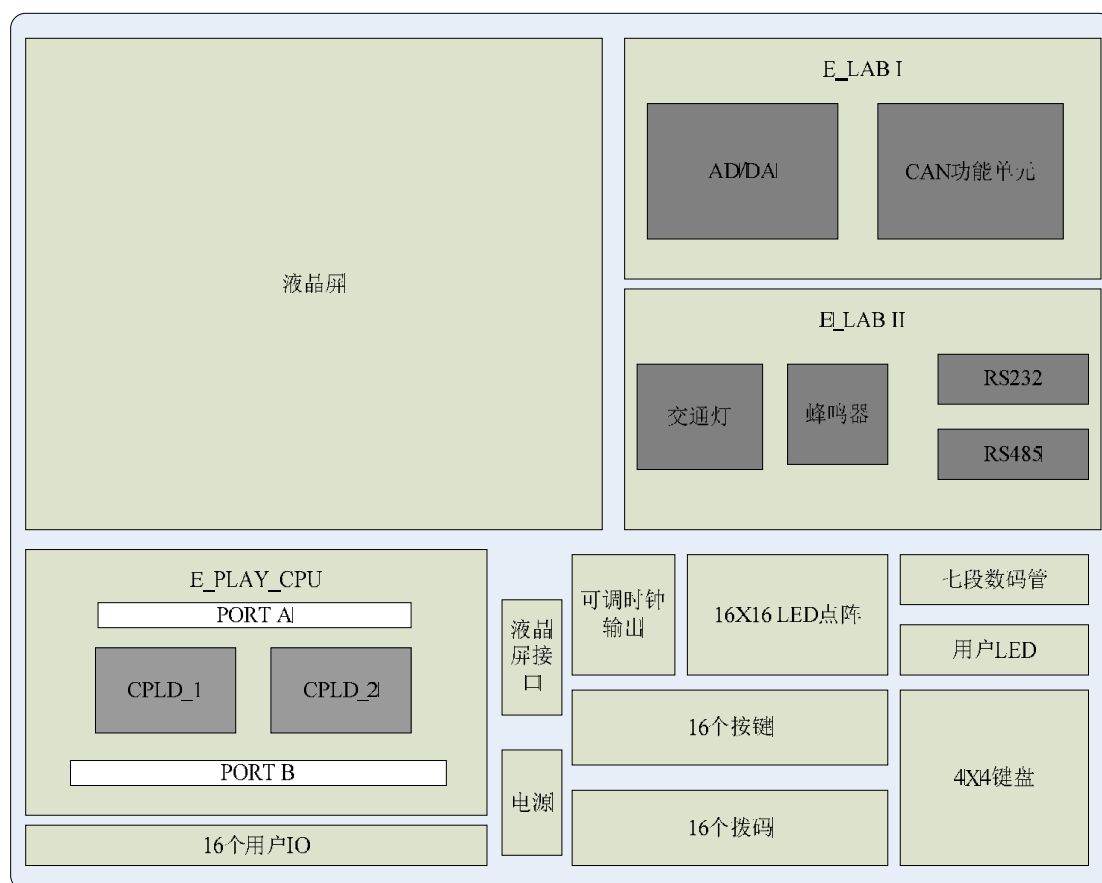 液晶屏
E_LAB I
AD/DA
CAN功能单元
E_LAB II
交通灯
蜂鸣器
RS232
RS485
E_PLAY_CPU
PORT A
CPLD_1
CPLD_2
PORT B
16个用户IO
液晶
屏接
口
电源
可调时钟
输出
16X16 LED点阵
16个按键
16个拨码
七段数码管
用户LED
4X4键盘